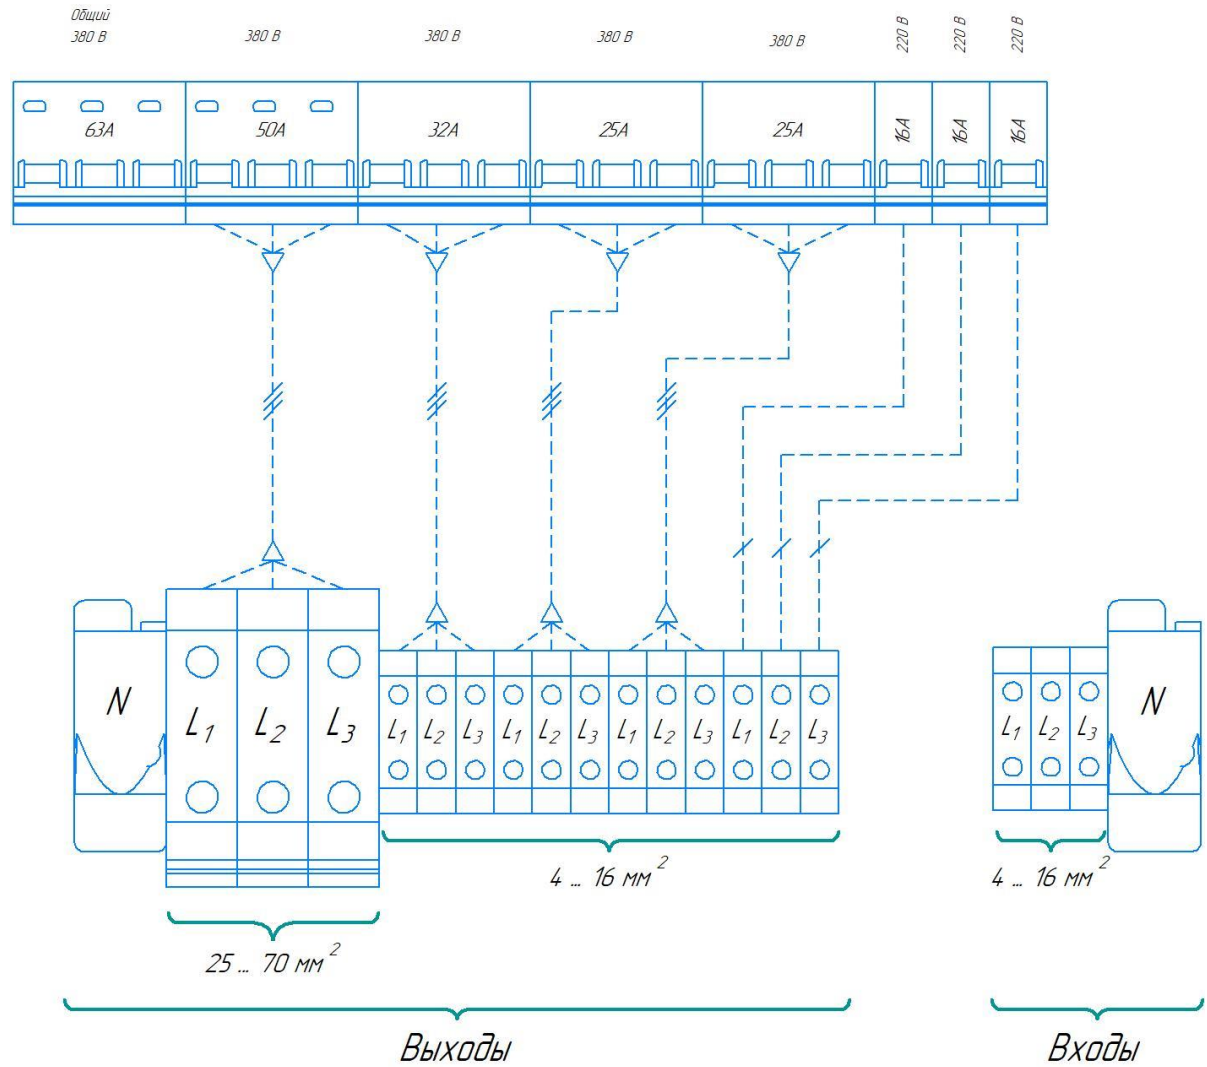 Общий
380 В 380 В 380 В 380 В 380 В 220 В 220 В 220 В
63А 50А 32А 25А 25А 16А 16А 16А
N L1 L2 L3 L1 L2 L3 L1 L2 L3 L1 L2 L3 L1 L2 L3 L1 L2 L3 N
4 ... 16 мм² 4 ... 16 мм²
25 ... 70 мм²
Выходы Входы